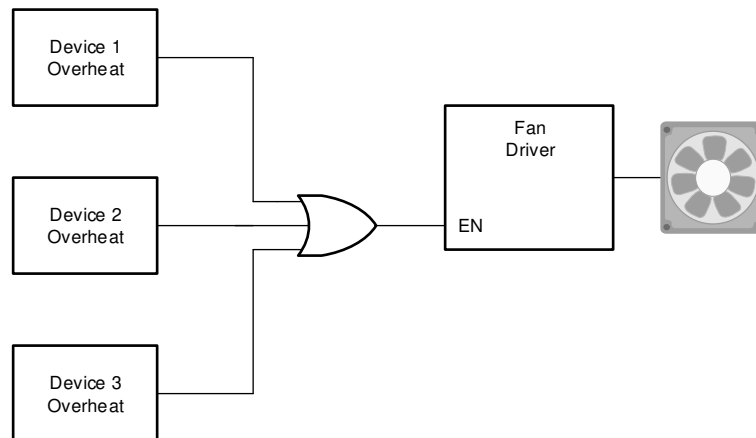 Device 1
Overheat
Fan
Driver
Device 2
Overheat
EN
Device 3
Overheat